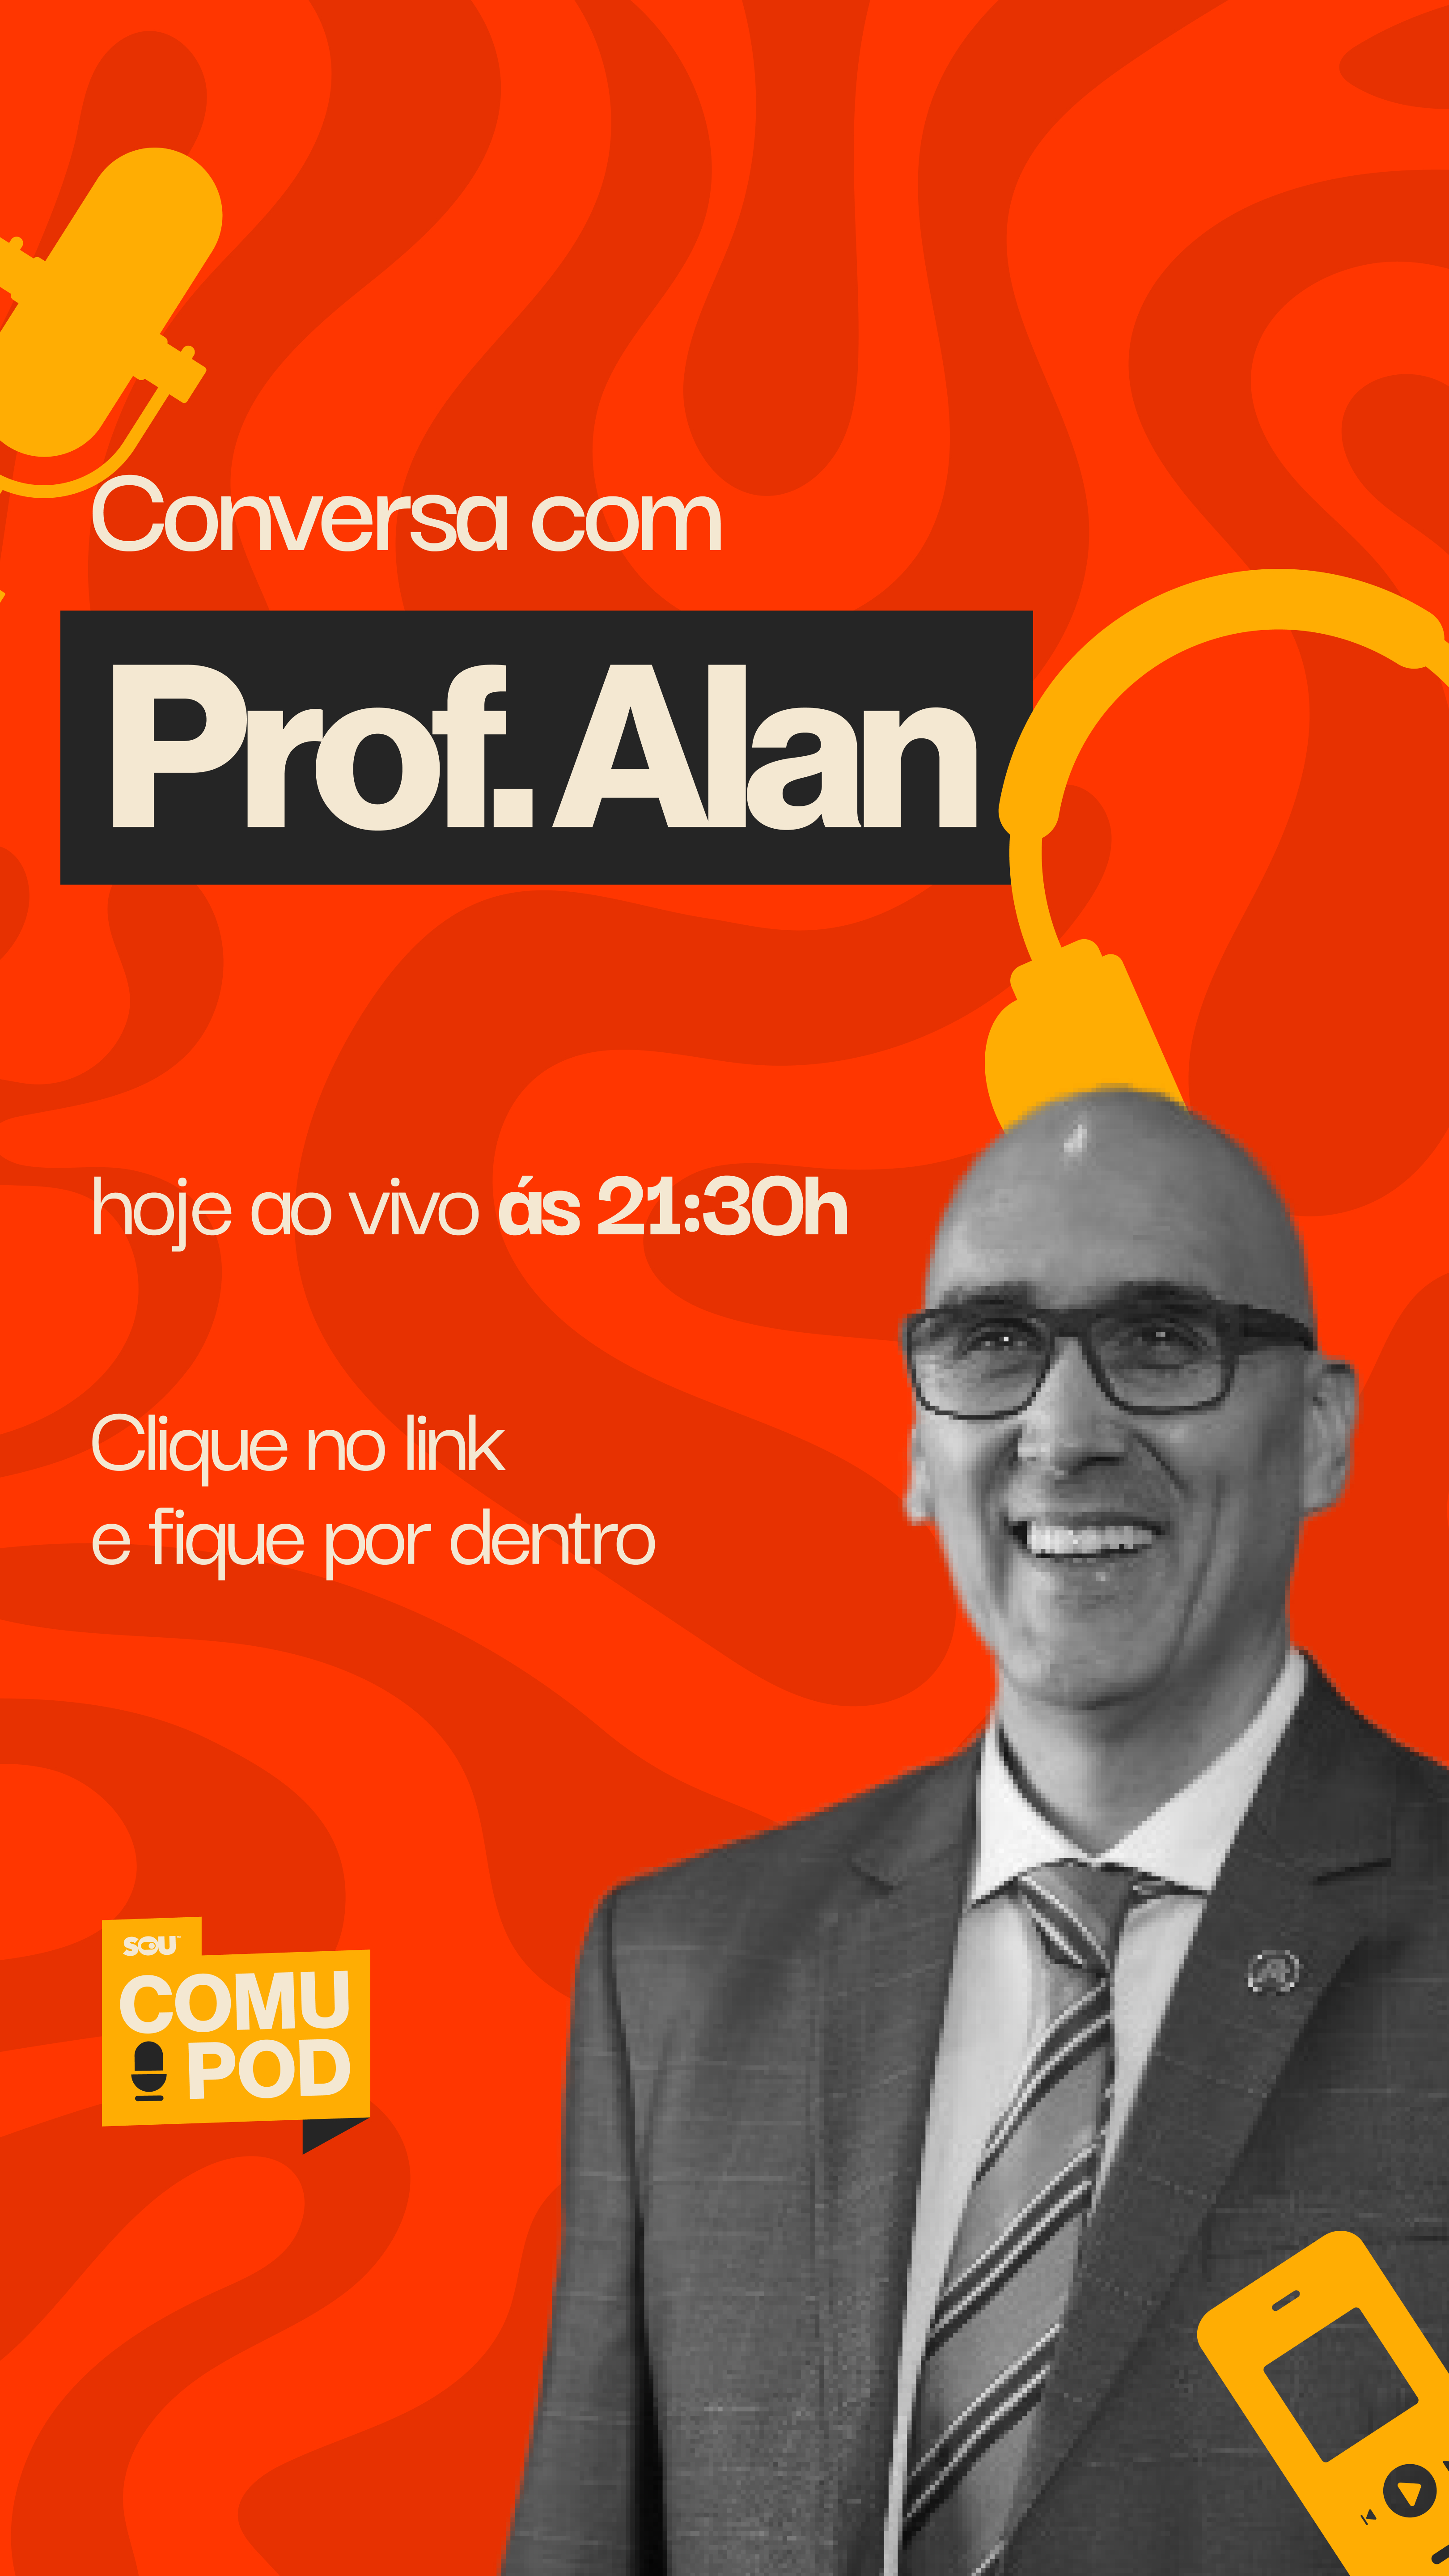 Conversa com
Prof. Alan
hoje ao vivo ás 21:30h
Clique no link
e fique por dentro
SOU
COMU
POD